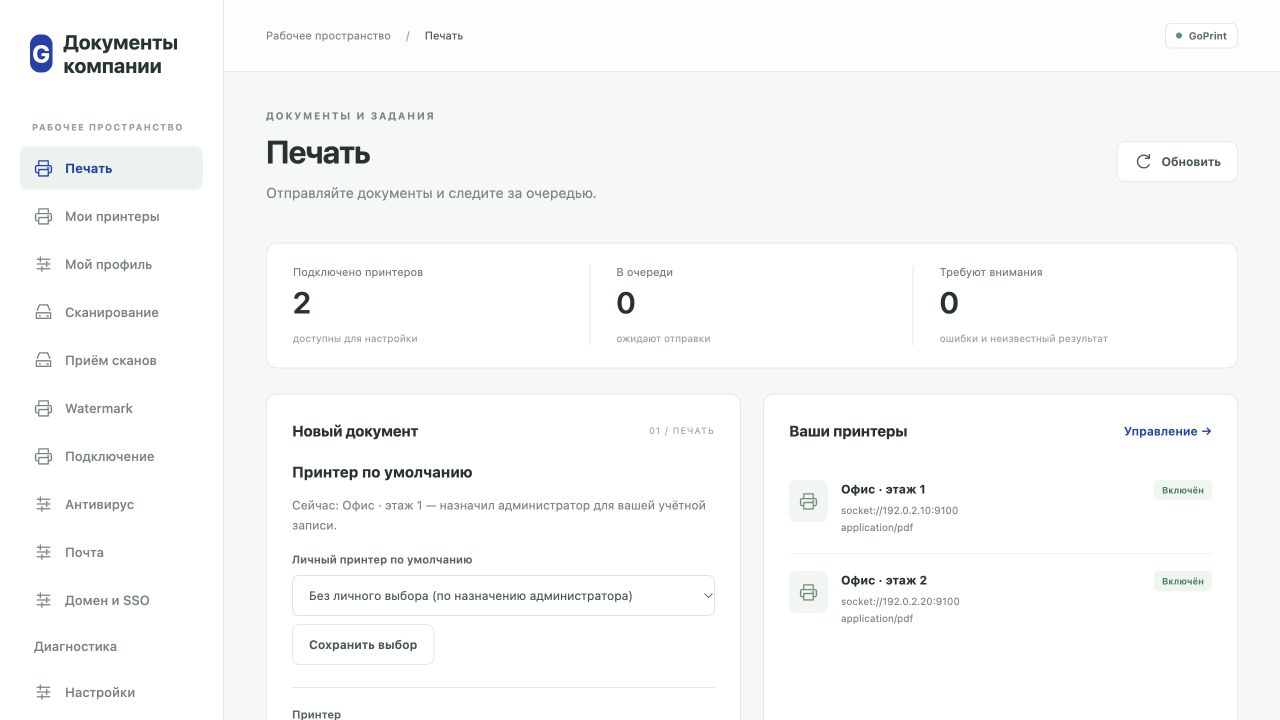 G
Документы
компании
РАБОЧЕЕ ПРОСТРАНСТВО
Печать
Мои принтеры
Мой профиль
Сканирование
Приём сканов
Watermark
Подключение
Антивирус
Почта
Домен и SSO
Диагностика
Настройки
Рабочее пространство / Печать
GoPrint
ДОКУМЕНТЫ И ЗАДАНИЯ
Печать
Отправляйте документы и следите за очередью.
Обновить
Подключено принтеров
2
доступны для настройки
В очереди
0
ожидают отправки
Требуют внимания
0
ошибки и неизвестный результат
Новый документ
01 / ПЕЧАТЬ
Принтер по умолчанию
Сейчас: Офис · этаж 1 — назначил администратор для вашей учётной
записи.
Личный принтер по умолчанию
Без личного выбора (по назначению администратора)
Сохранить выбор
Принтер
Ваши принтеры
Управление →
Офис · этаж 1
Включён
socket://192.0.2.10:9100
application/pdf
Офис · этаж 2
Включён
socket://192.0.2.20:9100
application/pdf